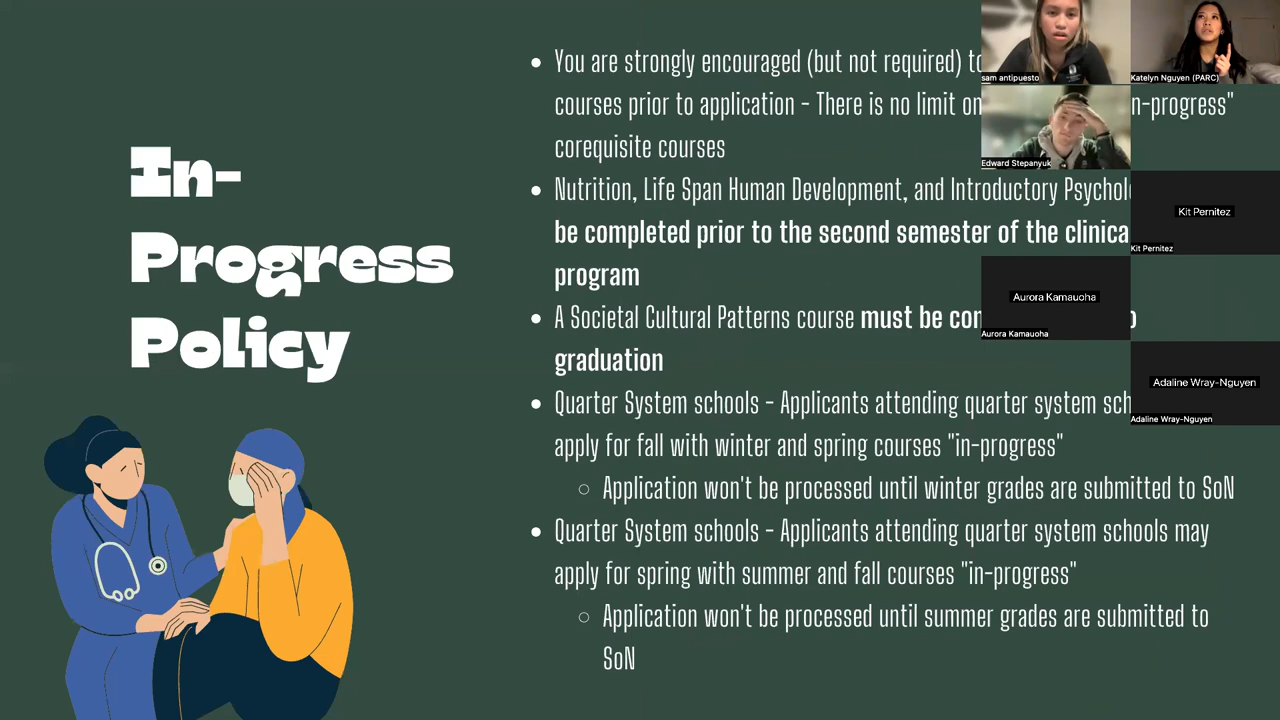 In-
Progress
Policy
You are strongly encouraged (but not required) to
courses prior to application - There is no limit on n-progress"
corequisite courses
Nutrition, Life Span Human Development, and Introductory
be completed prior to the second semester of the
program
A Societal Cultural Patterns course must be
graduation
Quarter System schools - Applicants attending quarter system
apply for fall with winter and spring courses "in-progress"
Application won't be processed until winter grades are submitted to SoN
Quarter System schools - Applicants attending quarter system schools may
apply for spring with summer and fall courses "in-progress"
Application won't be processed until summer grades are submitted to
SoN
sam antipuesto
Katelyn Nguyen (PARC)
Edward Stepanyuk
Kit Pernitez
Kit Pernitez
Aurora Kamauoha
Aurora Kamauoha
Adaline Wray-Nguyen
Adaline Wray-Nguyen